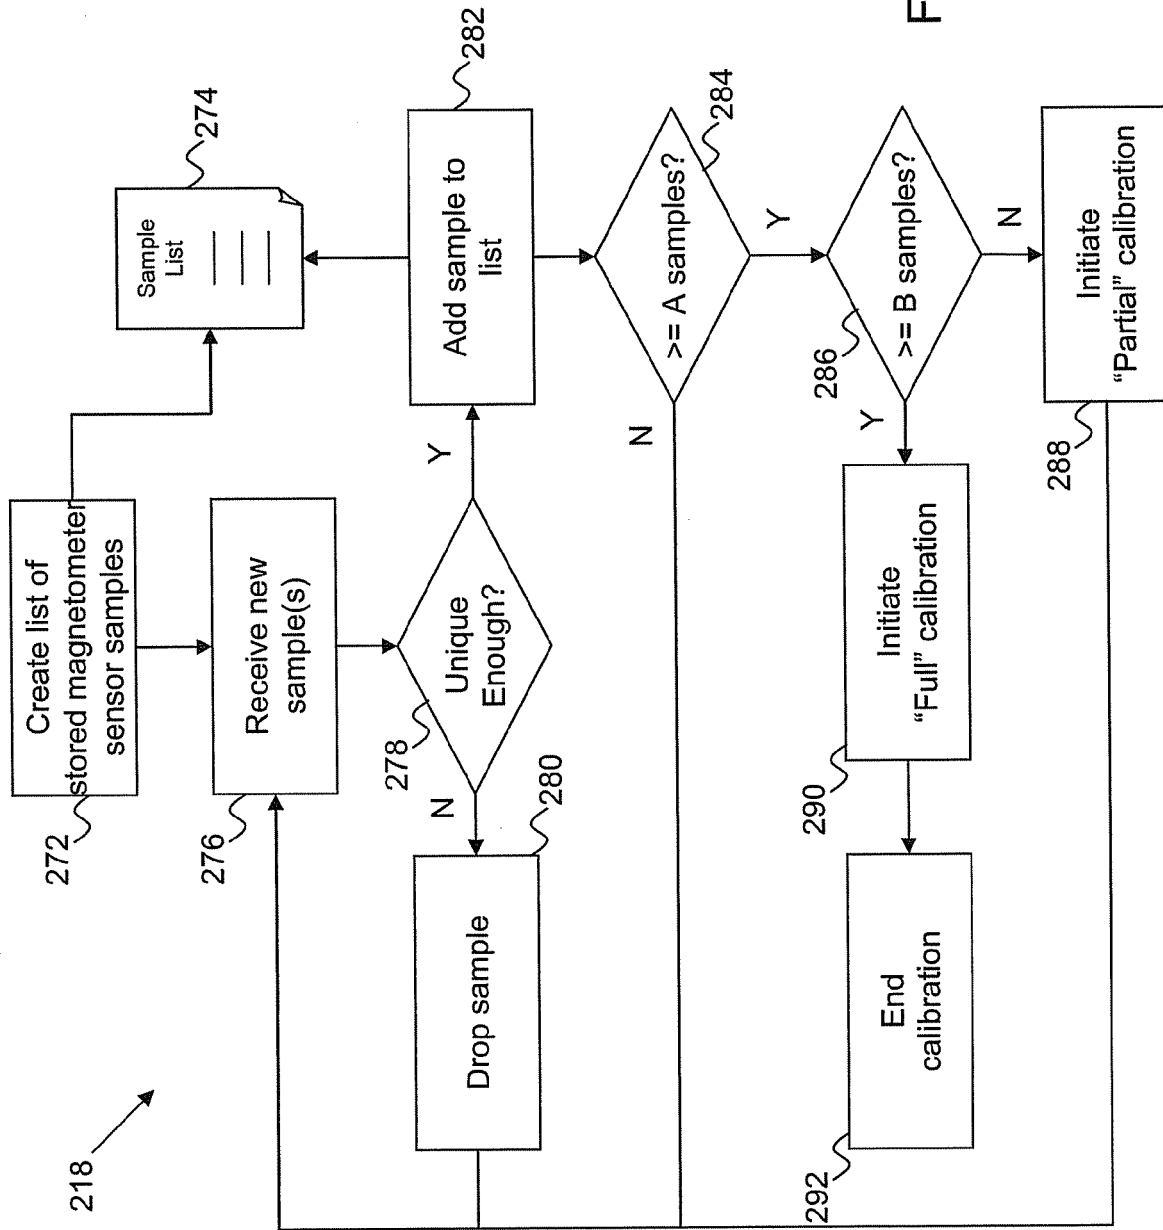 218
272
Create list of
stored magnetometer
sensor samples
274
Sample
List
276
Receive new
sample(s)
278
Unique
Enough?
N
Y
280
Drop sample
282
Add sample to
list
284
>= A samples?
N
Y
286
>= B samples?
Y
N
288
Initiate
“Partial” calibration
290
Initiate
“Full” calibration
292
End
calibration
F